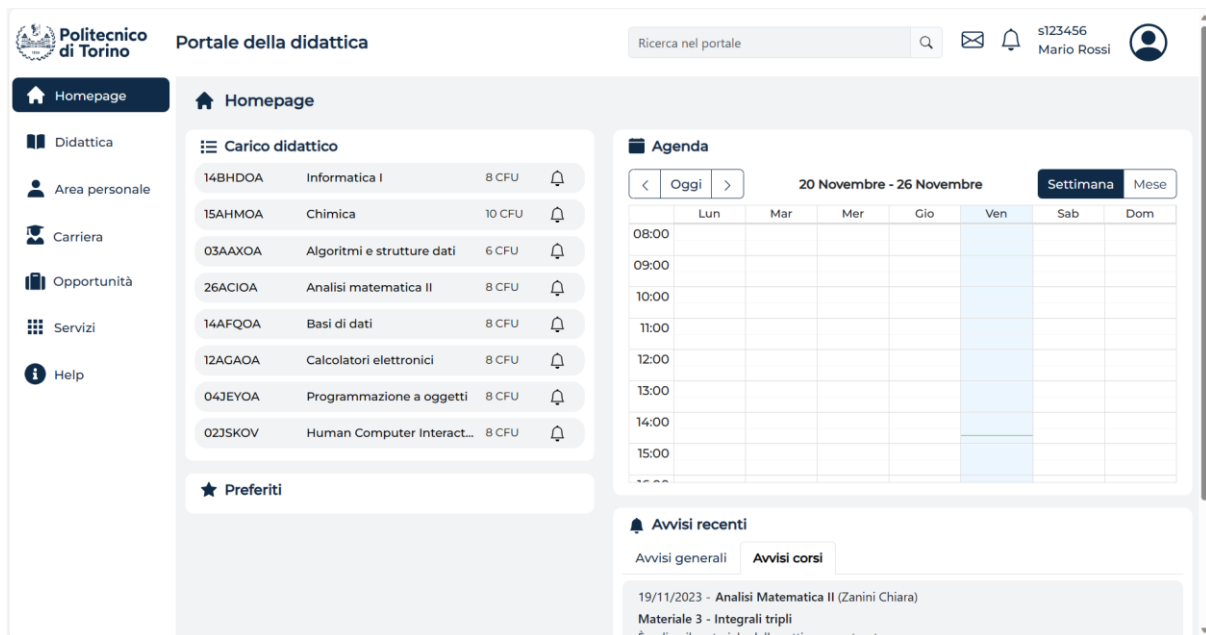 Politecnico
di Torino
Portale della didattica
Ricerca nel portale
s123456
Mario Rossi
Homepage
Didattica
Area personale
Carriera
Opportunità
Servizi
Help
Homepage
Carico didattico
14BHDOA Informatica I 8 CFU
15AHMOA Chimica 10 CFU
03AAXOA Algoritmi e strutture dati 6 CFU
26ACIOA Analisi matematica II 8 CFU
14AFQOA Basi di dati 8 CFU
12AGAOA Calcolatori elettronici 8 CFU
04JEYOA Programmazione a oggetti 8 CFU
02JSKOV Human Computer Interact... 8 CFU
Preferiti
Agenda
Oggi 20 Novembre - 26 Novembre Settimana Mese
Lun Mar Mer Gio Ven Sab Dom
08:00
09:00
10:00
11:00
12:00
13:00
14:00
15:00
Avvisi recenti
Avvisi generali Avvisi corsi
19/11/2023 - Analisi Matematica II (Zanini Chiara)
Materiale 3 - Integrali tripli